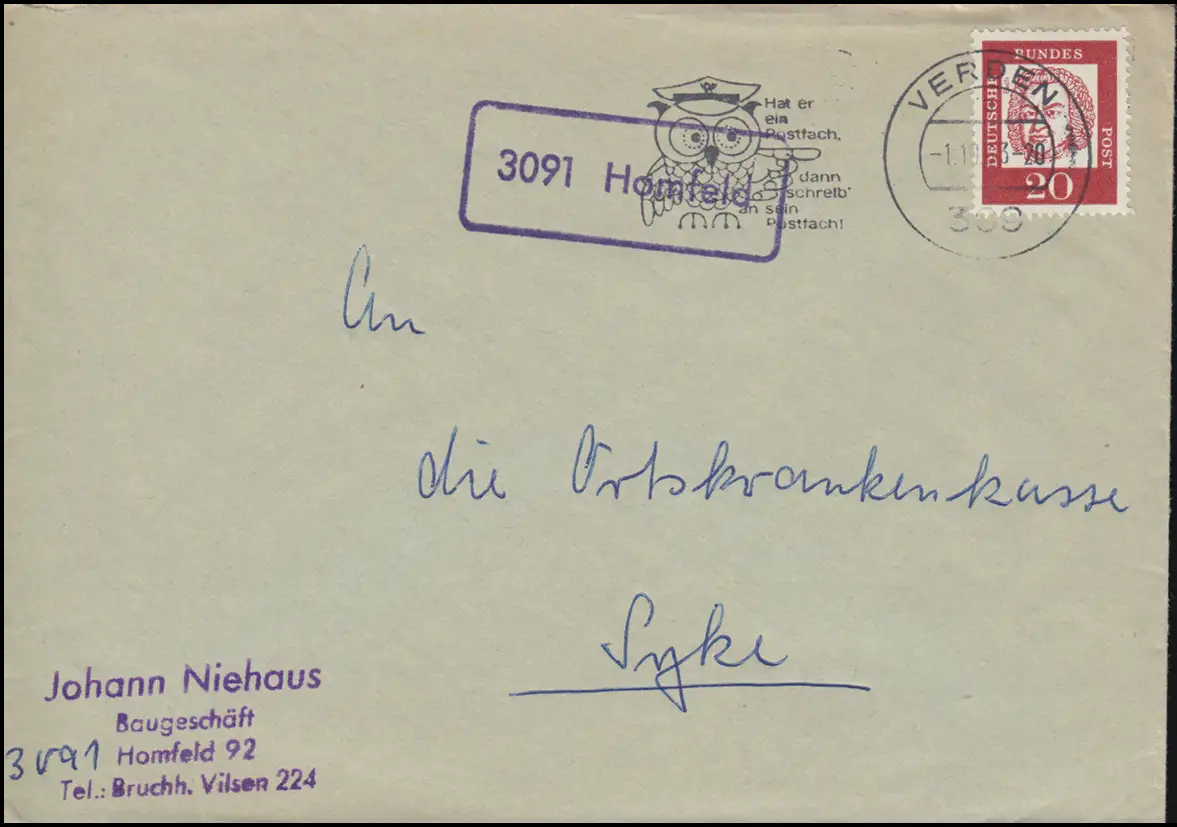 Hat er
ein
Postfach,
dann
schreib'
an sein
Postfach!
VERDEN
309
DEUTSCHE
BUNDES
POST
20
3091 Homfeld
An
die Ortskrankenkasse
Syke
Johann Niehaus
Baugeschäft
3091 Homfeld 92
Tel.: Bruchh. Vilsen 224